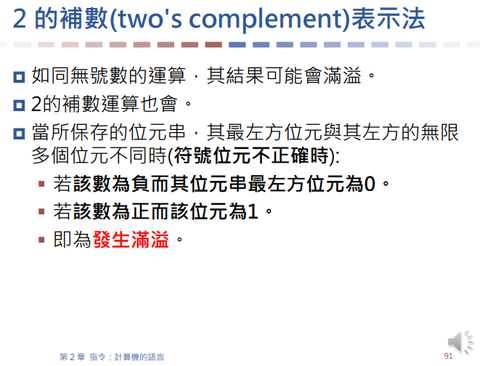 2 的補數(two's complement)表示法
如同無號數的運算，其結果可能會滿溢。
2的補數運算也會。
當所保存的位元串，其最左方位元與其左方的無限
多個位元不同時(符號位元不正確時):
若該數為負而其位元串最左方位元為0。
若該數為正而該位元為1。
即為發生滿溢。
第 2 章 指令：計算機的語言
91